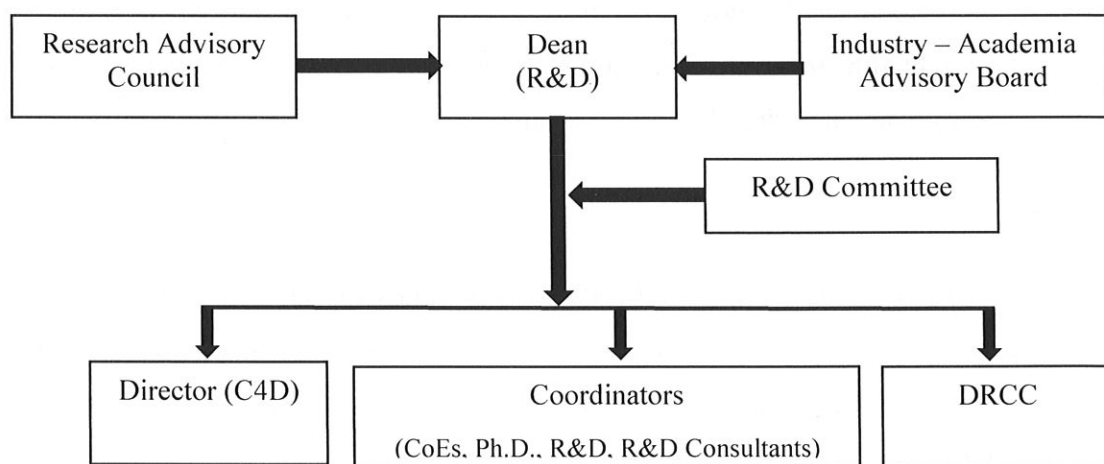 Research Advisory
Council
Dean
(R&D)
Industry – Academia
Advisory Board
R&D Committee
Director (C4D)
Coordinators
DRCC
(CoEs, Ph.D., R&D, R&D Consultants)